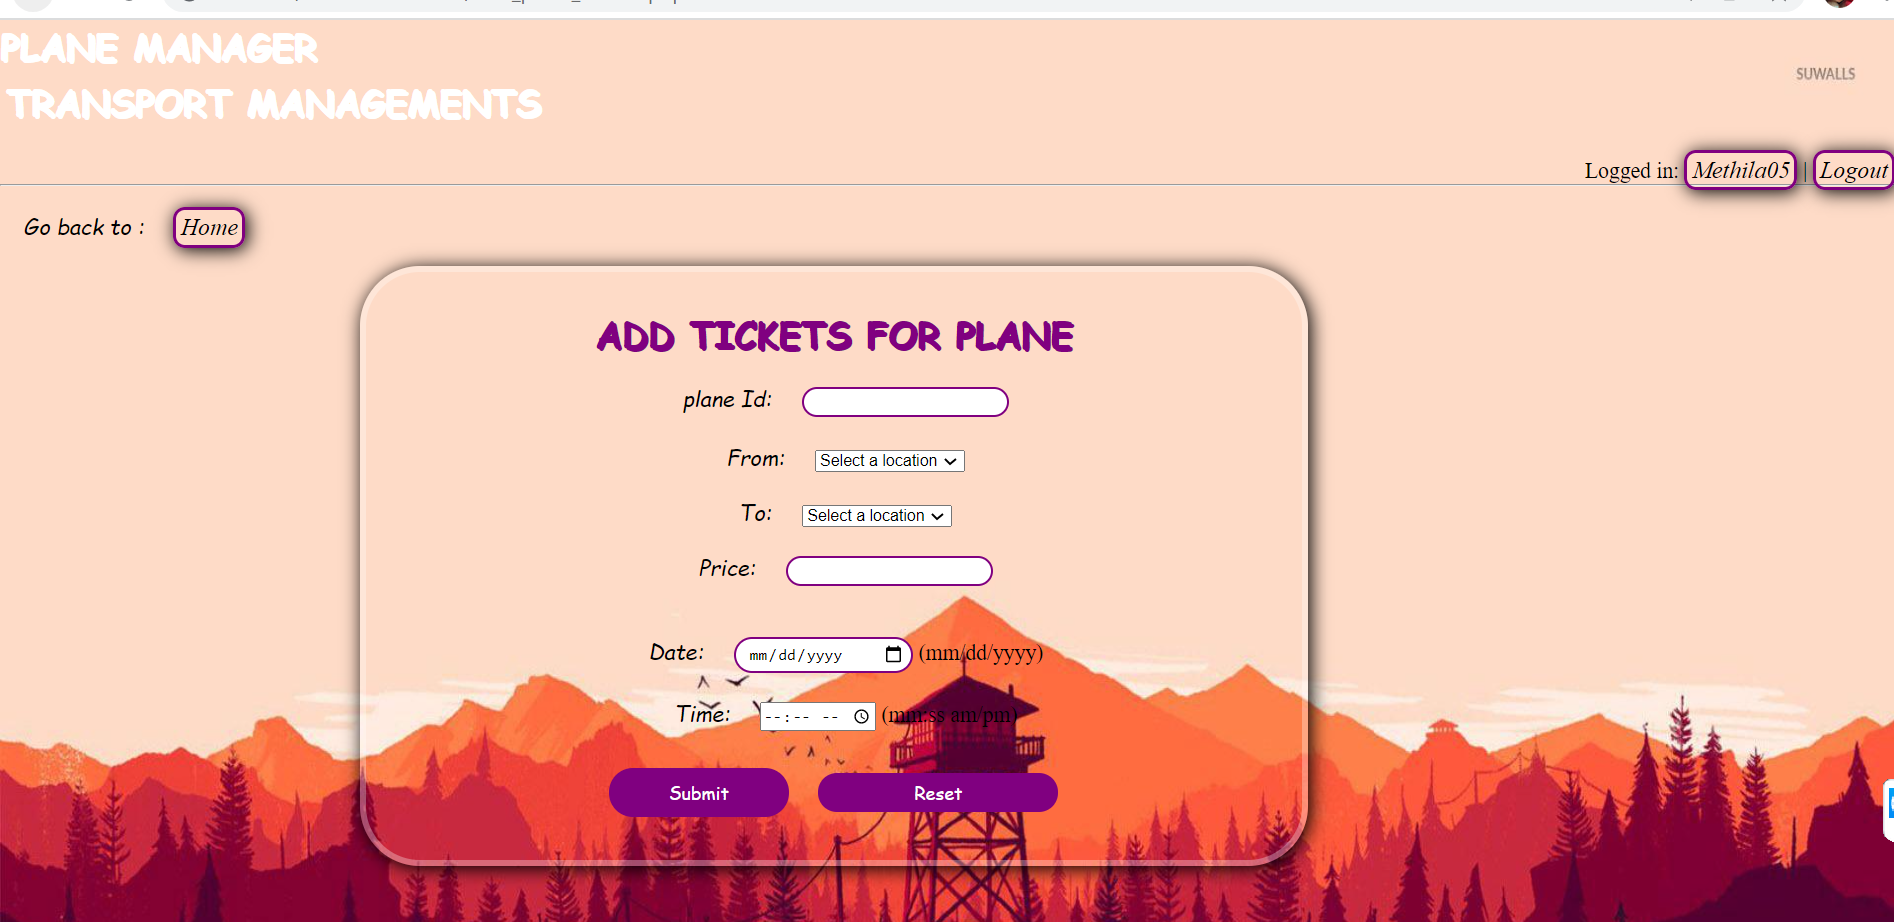 PLANE MANAGER
TRANSPORT MANAGEMENTS
SUWALLS
Logged in: Methila05 | Logout
Go back to : Home
ADD TICKETS FOR PLANE
plane Id:
From: Select a location
To: Select a location
Price:
Date: mm/dd/yyyy (mm/dd/yyyy)
Time: --:-- -- (mm:ss am/pm)
Submit Reset